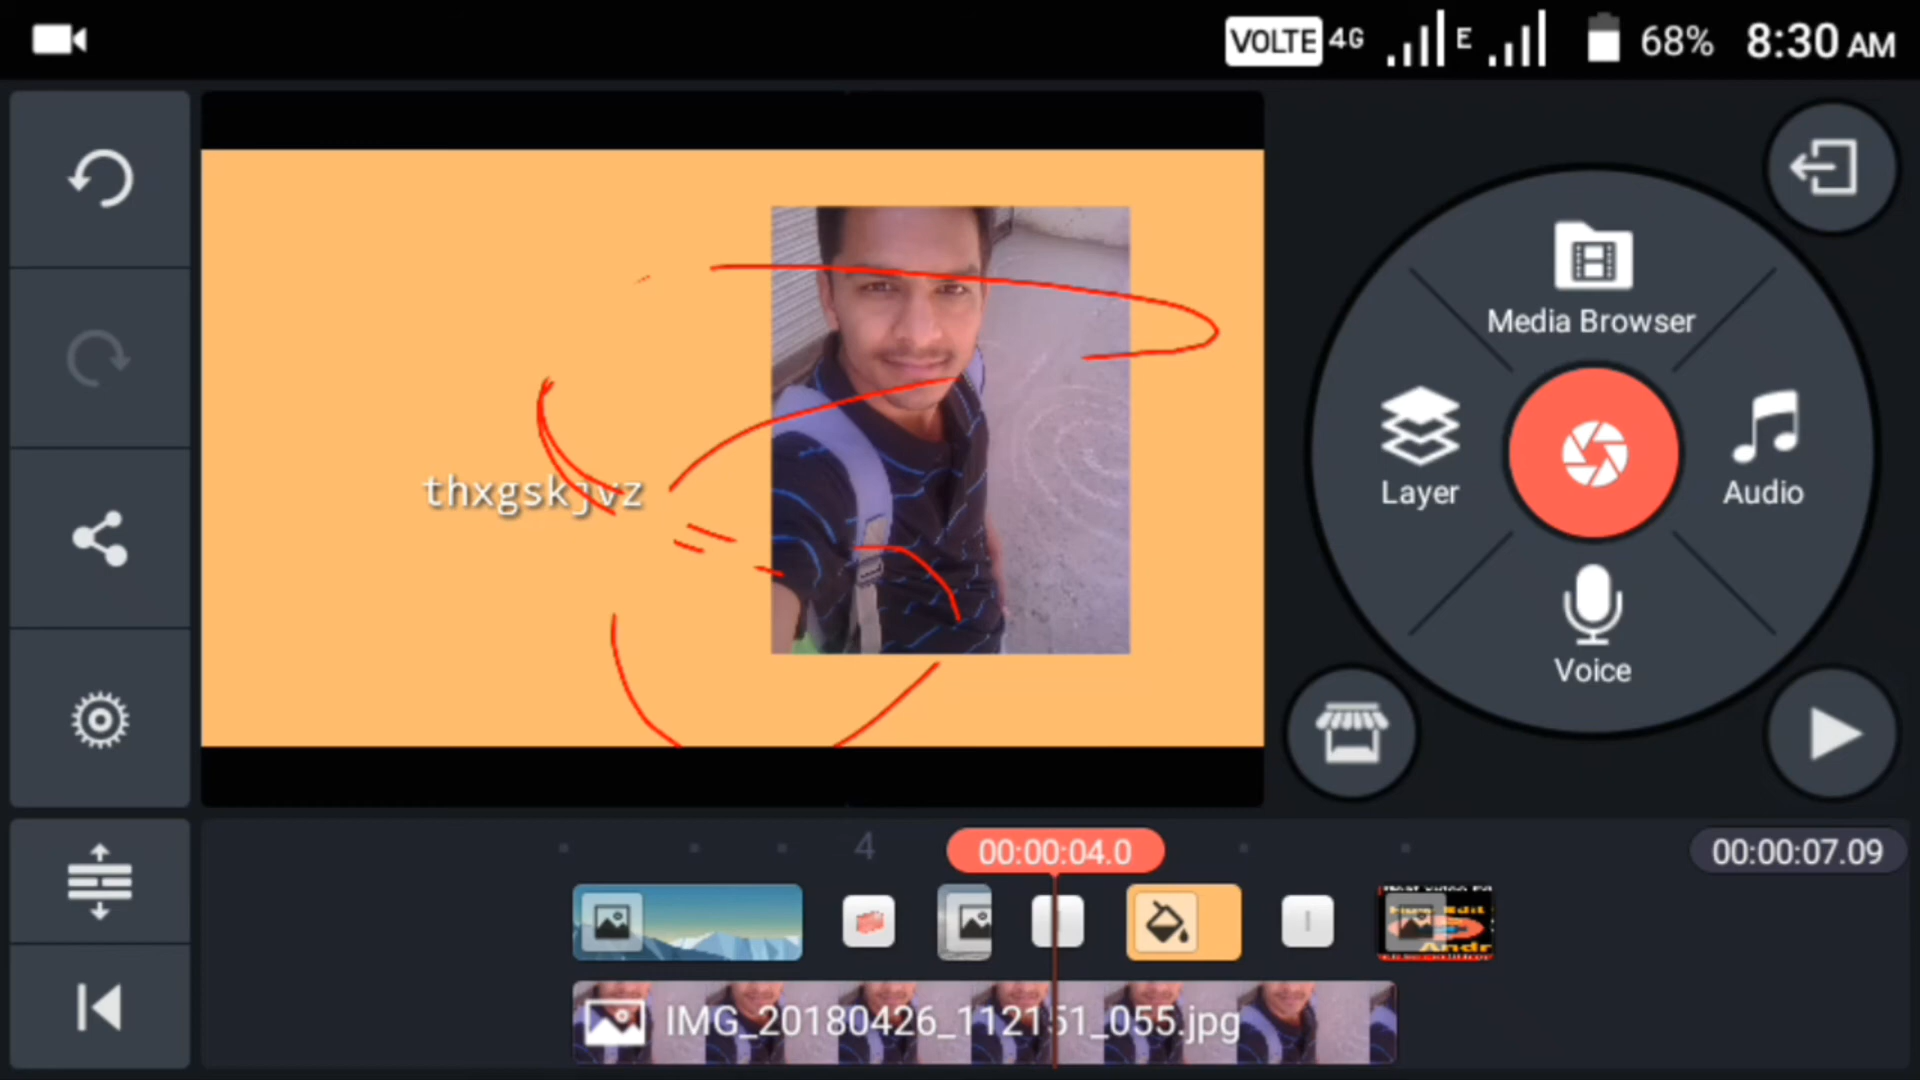 VOLTE 4G E 68% 8:30 AM
Media Browser
Layer
Audio
Voice
thxgskjvz
4
00:00:04.0
00:00:07.09
IMG_20180426_112151_055.jpg